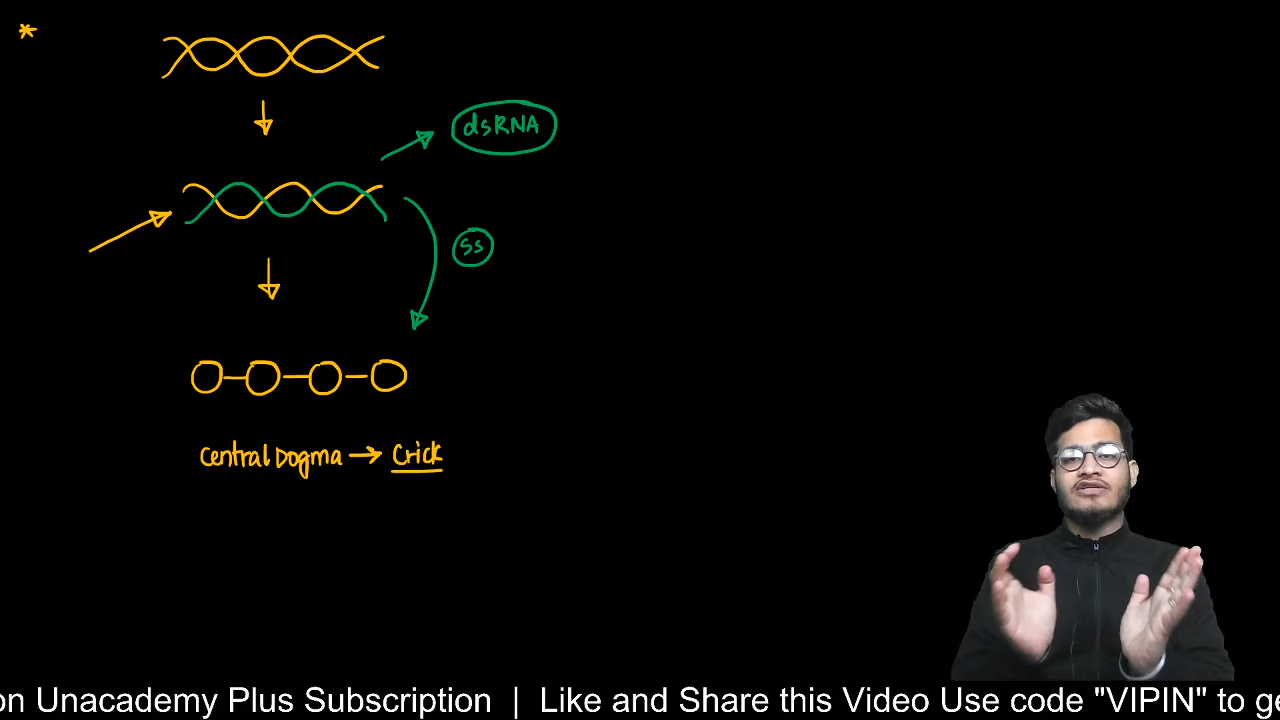 *
dsRNA
Ss
Central Dogma → Crick
on Unacademy Plus Subscription | Like and Share this Video Use code "VIPIN" to ge